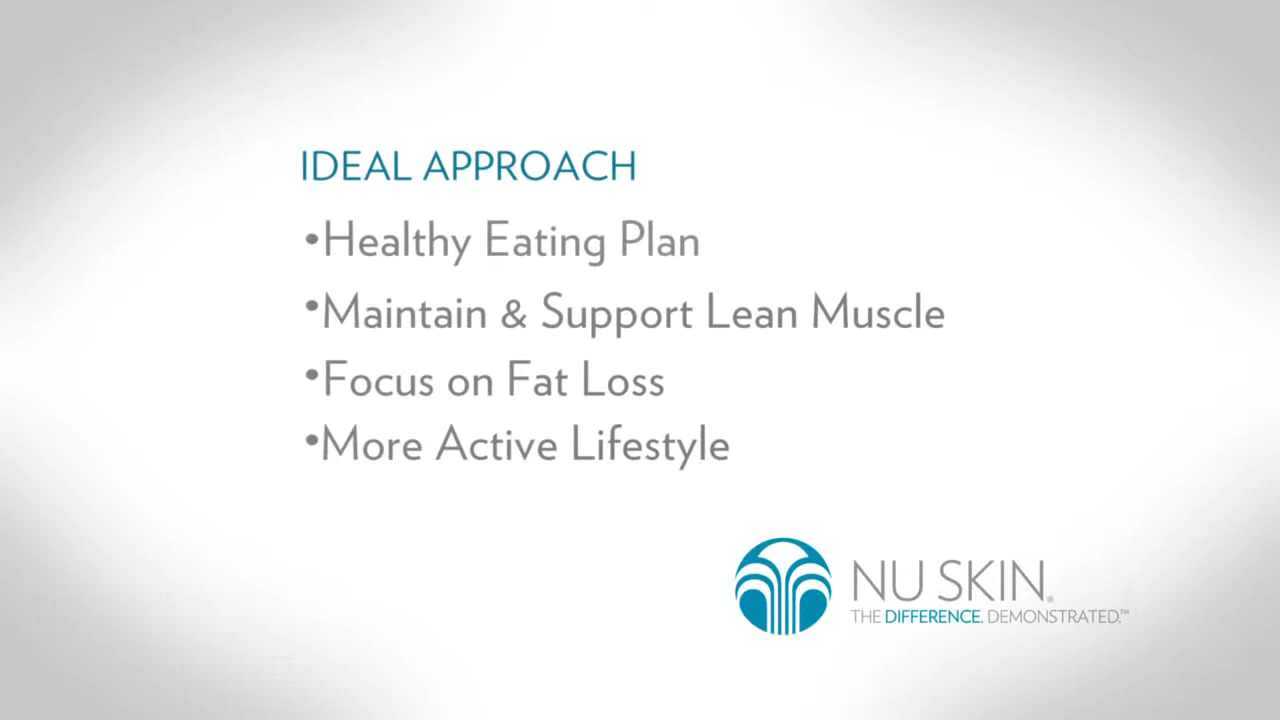 IDEAL APPROACH
•Healthy Eating Plan
•Maintain & Support Lean Muscle
•Focus on Fat Loss
•More Active Lifestyle
NU SKIN®
THE DIFFERENCE. DEMONSTRATED.™